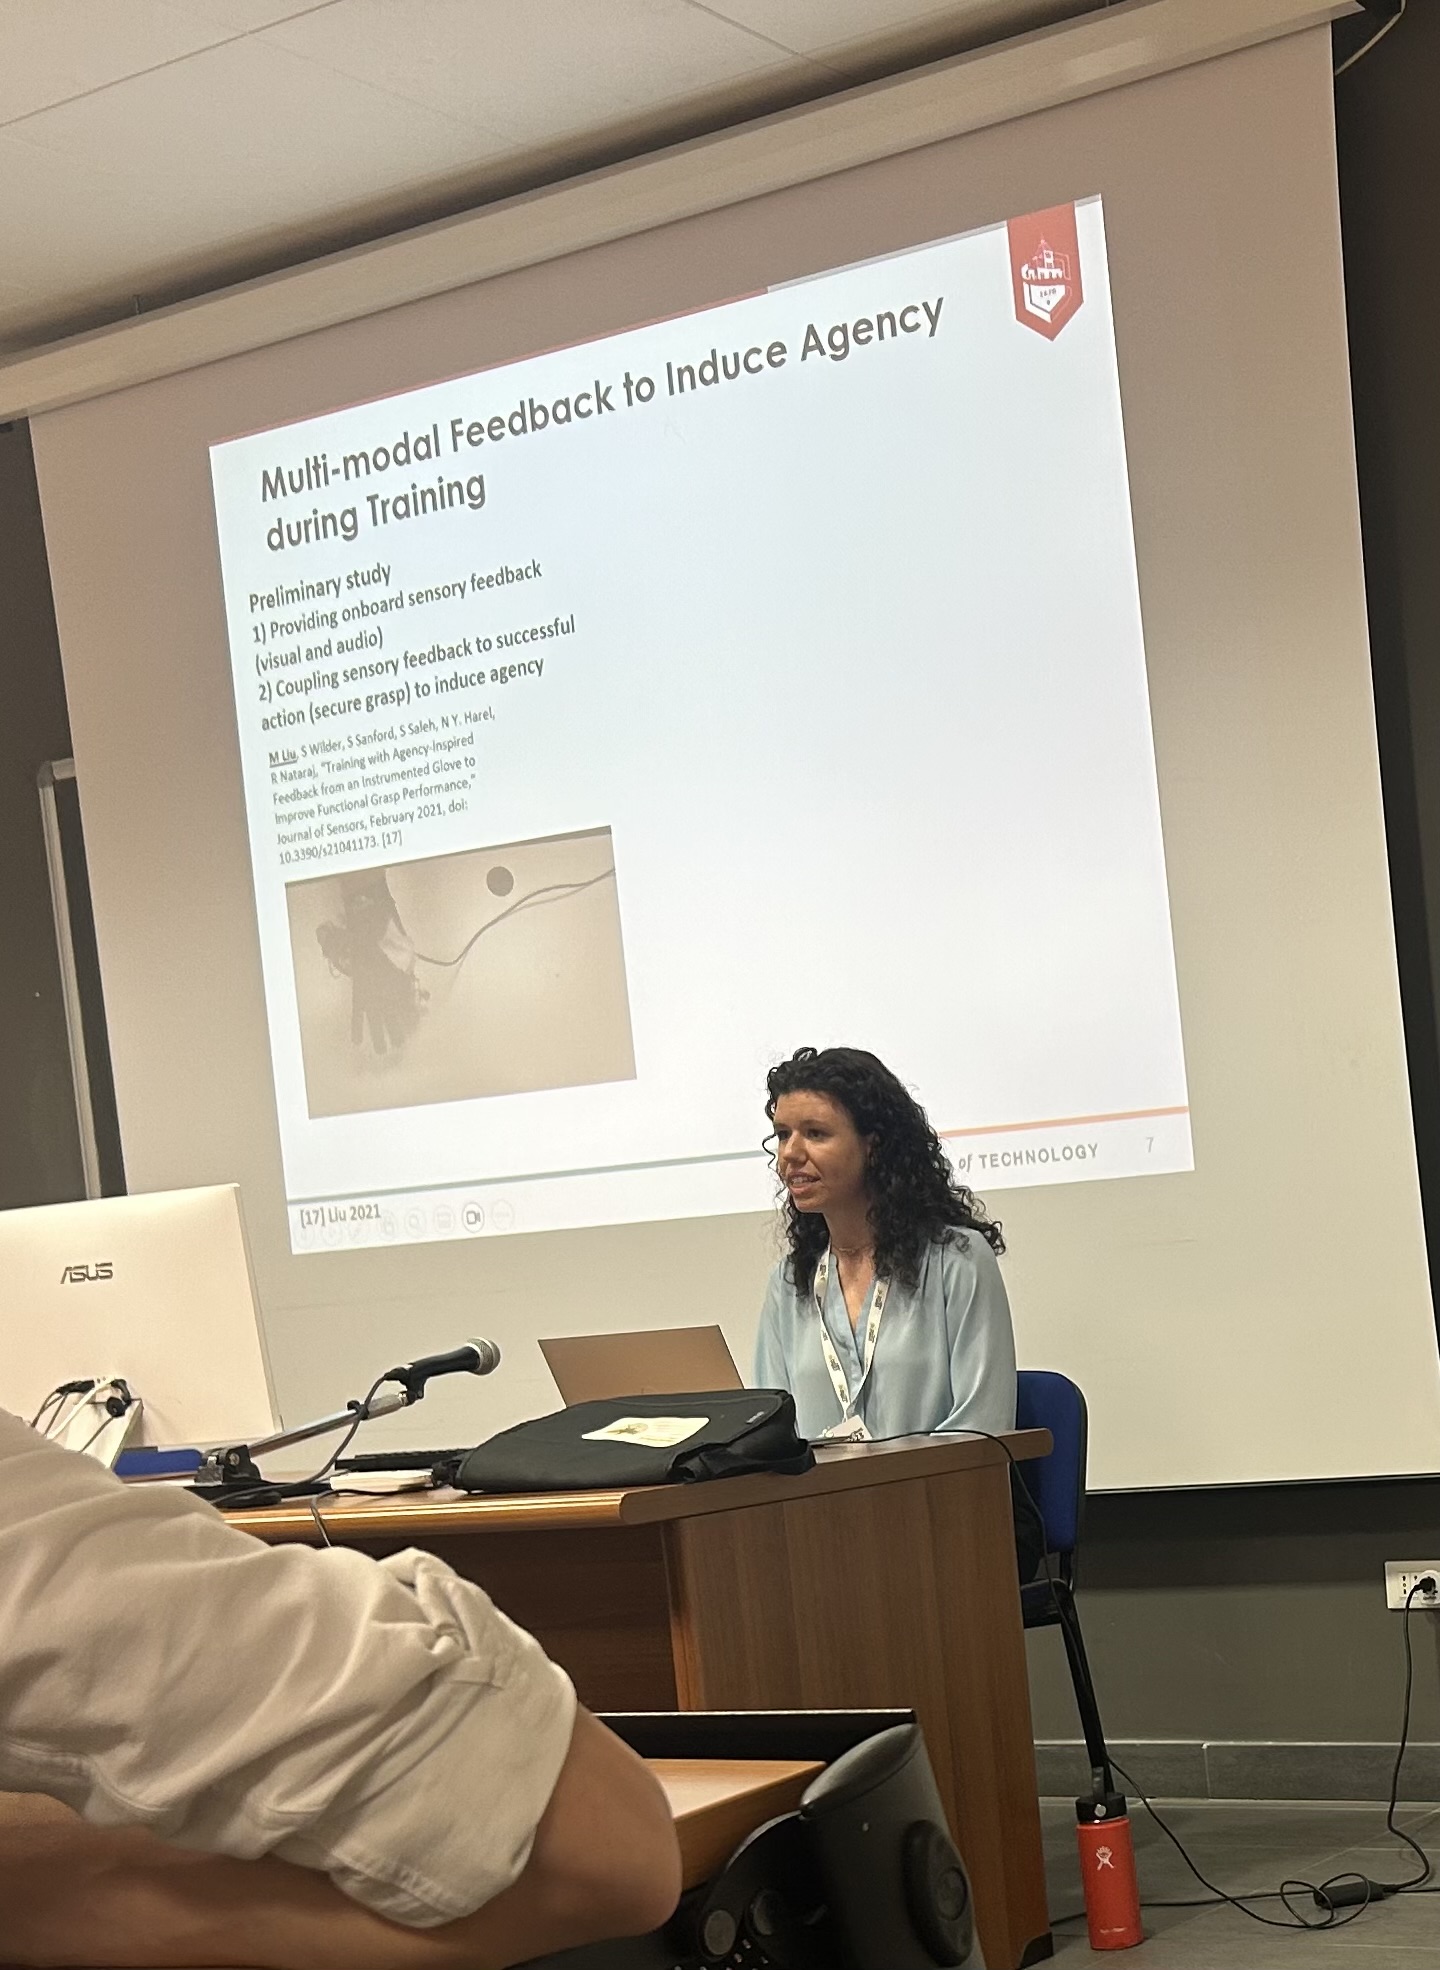 Multi-modal Feedback to Induce Agency
during Training
Preliminary study
1) Providing onboard sensory feedback
(visual and audio)
2) Coupling sensory feedback to successful
action (secure grasp) to induce agency
M Liu, S Wilder, S Sanford, S Saleh, N Y. Harel,
R Nataraj, "Training with Agency-Inspired
Feedback from an Instrumented Glove to
Improve Functional Grasp Performance,"
Journal of Sensors, February 2021, doi:
10.3390/s21041173. [17]
of TECHNOLOGY
7
[17] Liu 2021
ASUS